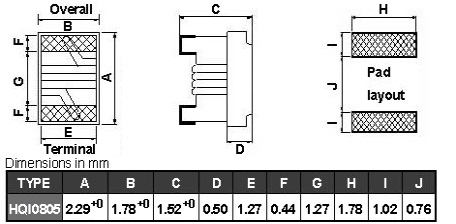 Overall
B
C
H
F
G
F
A
I
J
I
Pad
layout
E
D
Terminal
Dimensions in mm
TYPE A B C D E F G H I J
HQI0805 2.29+0 1.78+0 1.52+0 0.50 1.27 0.44 1.27 1.78 1.02 0.76